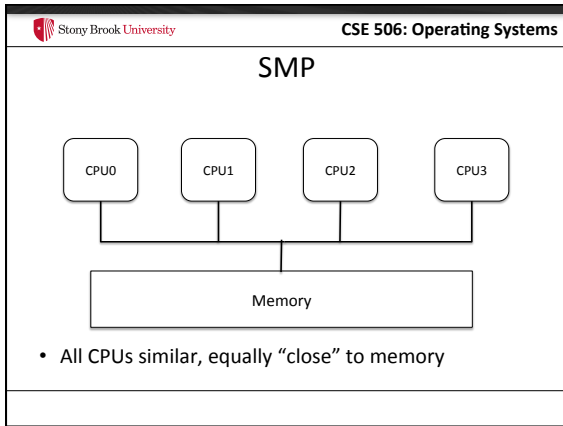 Stony Brook University
CSE 506: Operating Systems
SMP
CPU0 CPU1 CPU2 CPU3
Memory
• All CPUs similar, equally “close” to memory